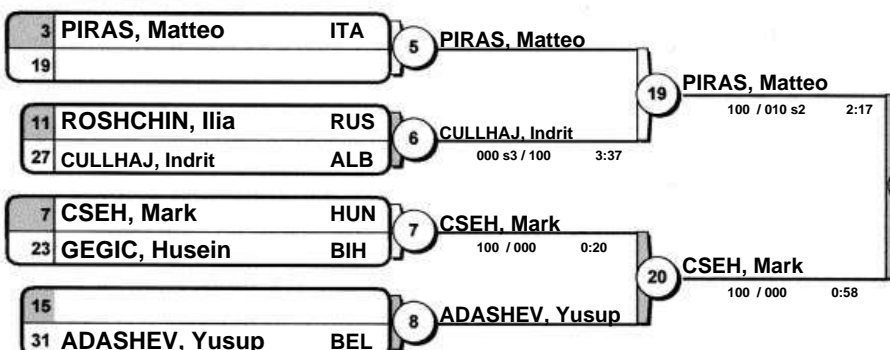 3 PIRAS, Matteo ITA
19
5 PIRAS, Matteo
11 ROSHCHIN, Ilia RUS
27 CULLHAJ, Indrit ALB
6 CULLHAJ, Indrit
000 s3 / 100 3:37
19 PIRAS, Matteo
100 / 010 s2 2:17
7 CSEH, Mark HUN
23 GEGIC, Husein BIH
7 CSEH, Mark
100 / 000 0:20
15
31 ADASHEV, Yusup BEL
8 ADASHEV, Yusup
20 CSEH, Mark
100 / 000 0:58